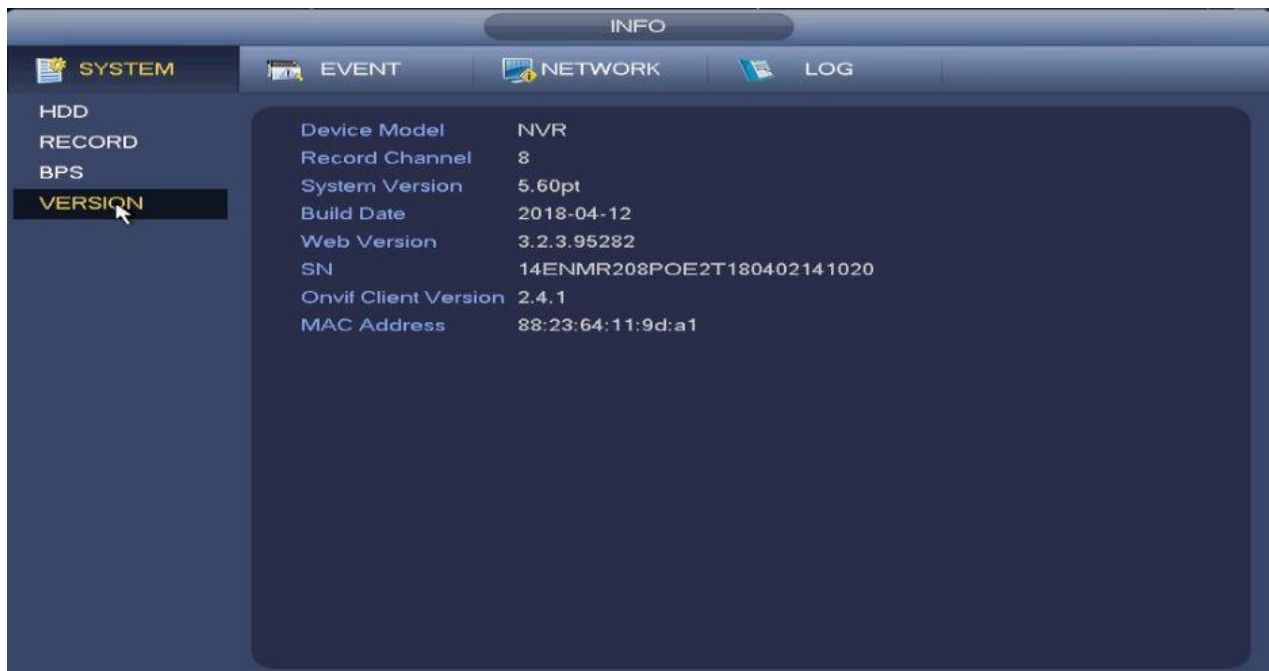 INFO
SYSTEM EVENT NETWORK LOG
HDD
RECORD
BPS
VERSION
Device Model NVR
Record Channel 8
System Version 5.60pt
Build Date 2018-04-12
Web Version 3.2.3.95282
SN 14ENMR208POE2T180402141020
Onvif Client Version 2.4.1
MAC Address 88:23:64:11:9d:a1